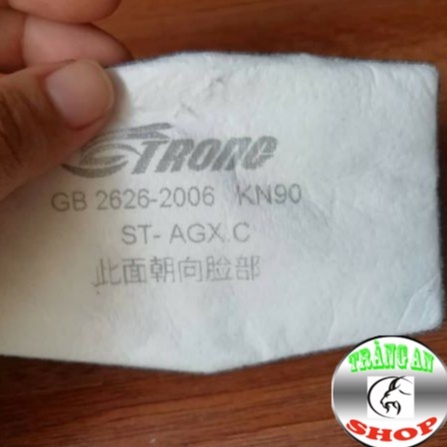 STRONG
GB 2626-2006 KN90
ST- AGX.C
此面朝向脸部
TRÀNG AN
SHOP